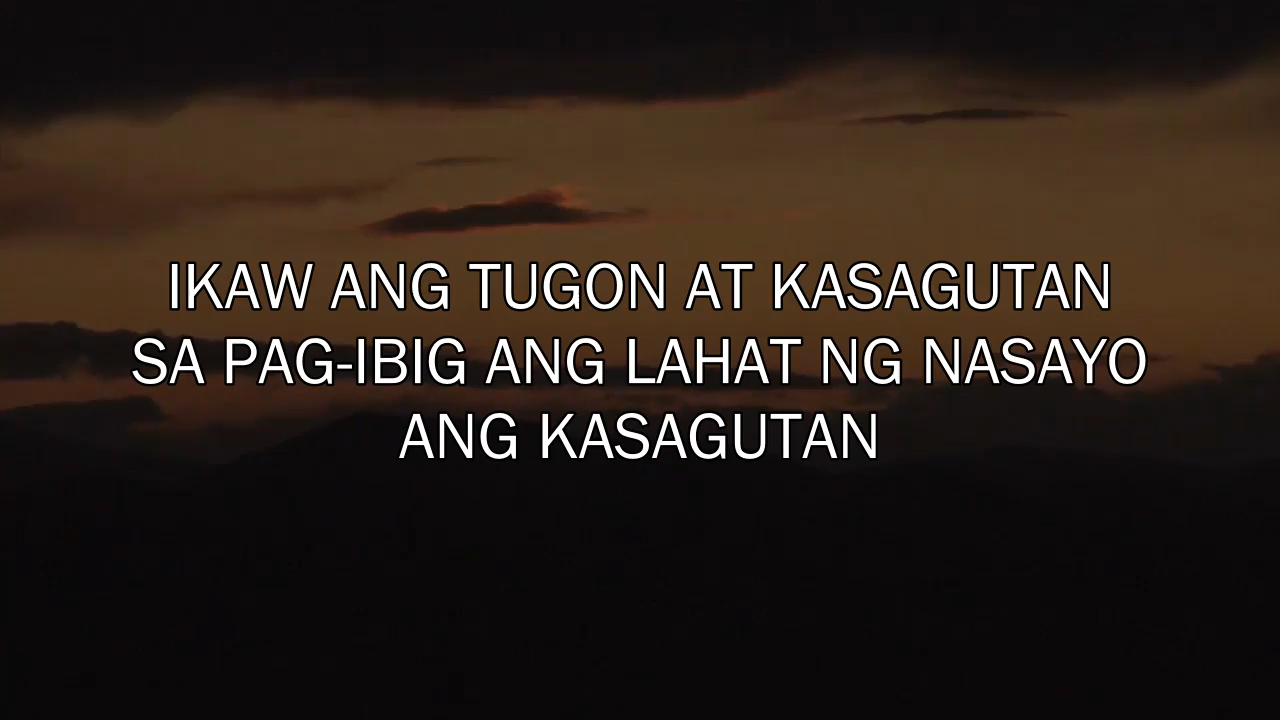 IKAW ANG TUGON AT KASAGUTAN
SA PAG-IBIG ANG LAHAT NG NASAYO
ANG KASAGUTAN